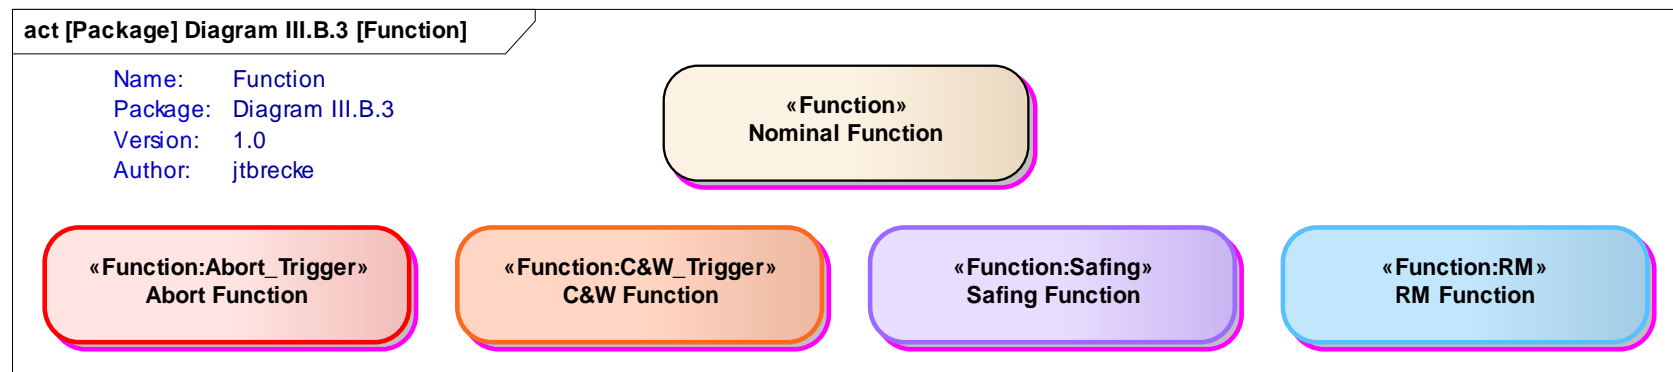 act [Package] Diagram III.B.3 [Function]
Name: Function
Package: Diagram III.B.3
Version: 1.0
Author: jtbrecke
«Function»
Nominal Function
«Function:Abort_Trigger»
Abort Function
«Function:C&W_Trigger»
C&W Function
«Function:Safing»
Safing Function
«Function:RM»
RM Function